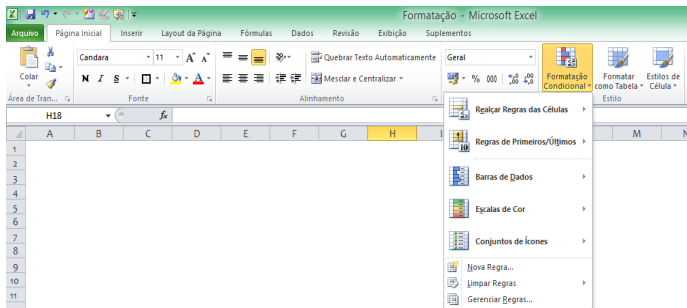 Formatação - Microsoft Excel
Arquivo Página Inicial Inserir Layout da Página Fórmulas Dados Revisão Exibição Suplementos
Colar
Candara 11 A A
Quebrar Texto Automaticamente
Geral
N I S A
Mesclar e Centralizar
% 000
Formatação Condicional
Formatar como Tabela
Estilos de Célula
Área de Tran... Fonte Alinhamento Estilo
H18 fx
A B C D E F G H I M N
1
2
3
4
5
6
7
8
9
10
11
Realçar Regras das Células
Regras de Primeiros/Últimos
Barras de Dados
Escalas de Cor
Conjuntos de Ícones
Nova Regra...
Limpar Regras
Gerenciar Regras...